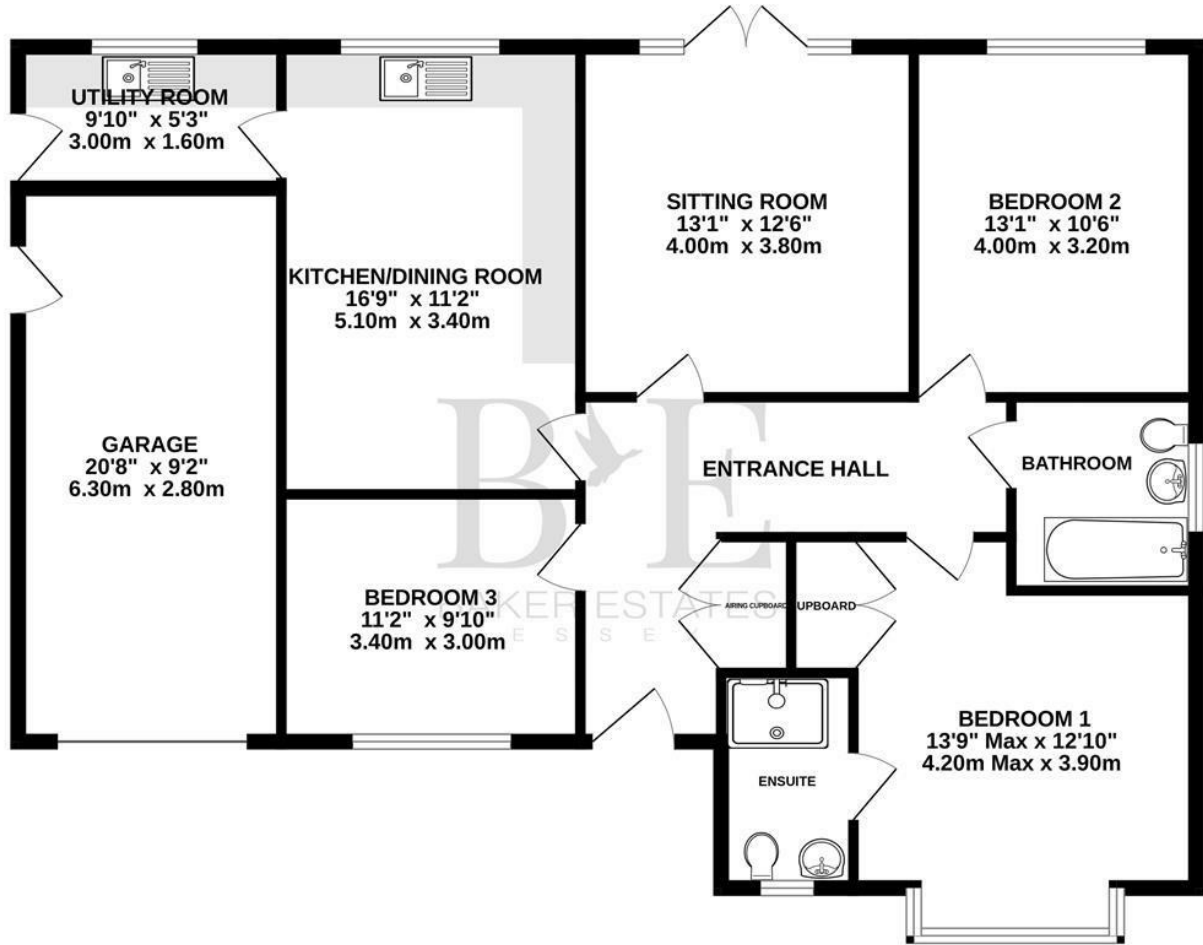 UTILITY ROOM
9'10" x 5'3"
3.00m x 1.60m
SITTING ROOM
13'1" x 12'6"
4.00m x 3.80m
BEDROOM 2
13'1" x 10'6"
4.00m x 3.20m
KITCHEN/DINING ROOM
16'9" x 11'2"
5.10m x 3.40m
GARAGE
20'8" x 9'2"
6.30m x 2.80m
B E
ENTRANCE HALL
BATHROOM
BEDROOM 3
11'2" x 9'10"
3.40m x 3.00m
AIRING CUPBOARD
UPBOARD
AKER ESTATES
ESSE
BEDROOM 1
13'9" Max x 12'10"
4.20m Max x 3.90m
ENSUITE